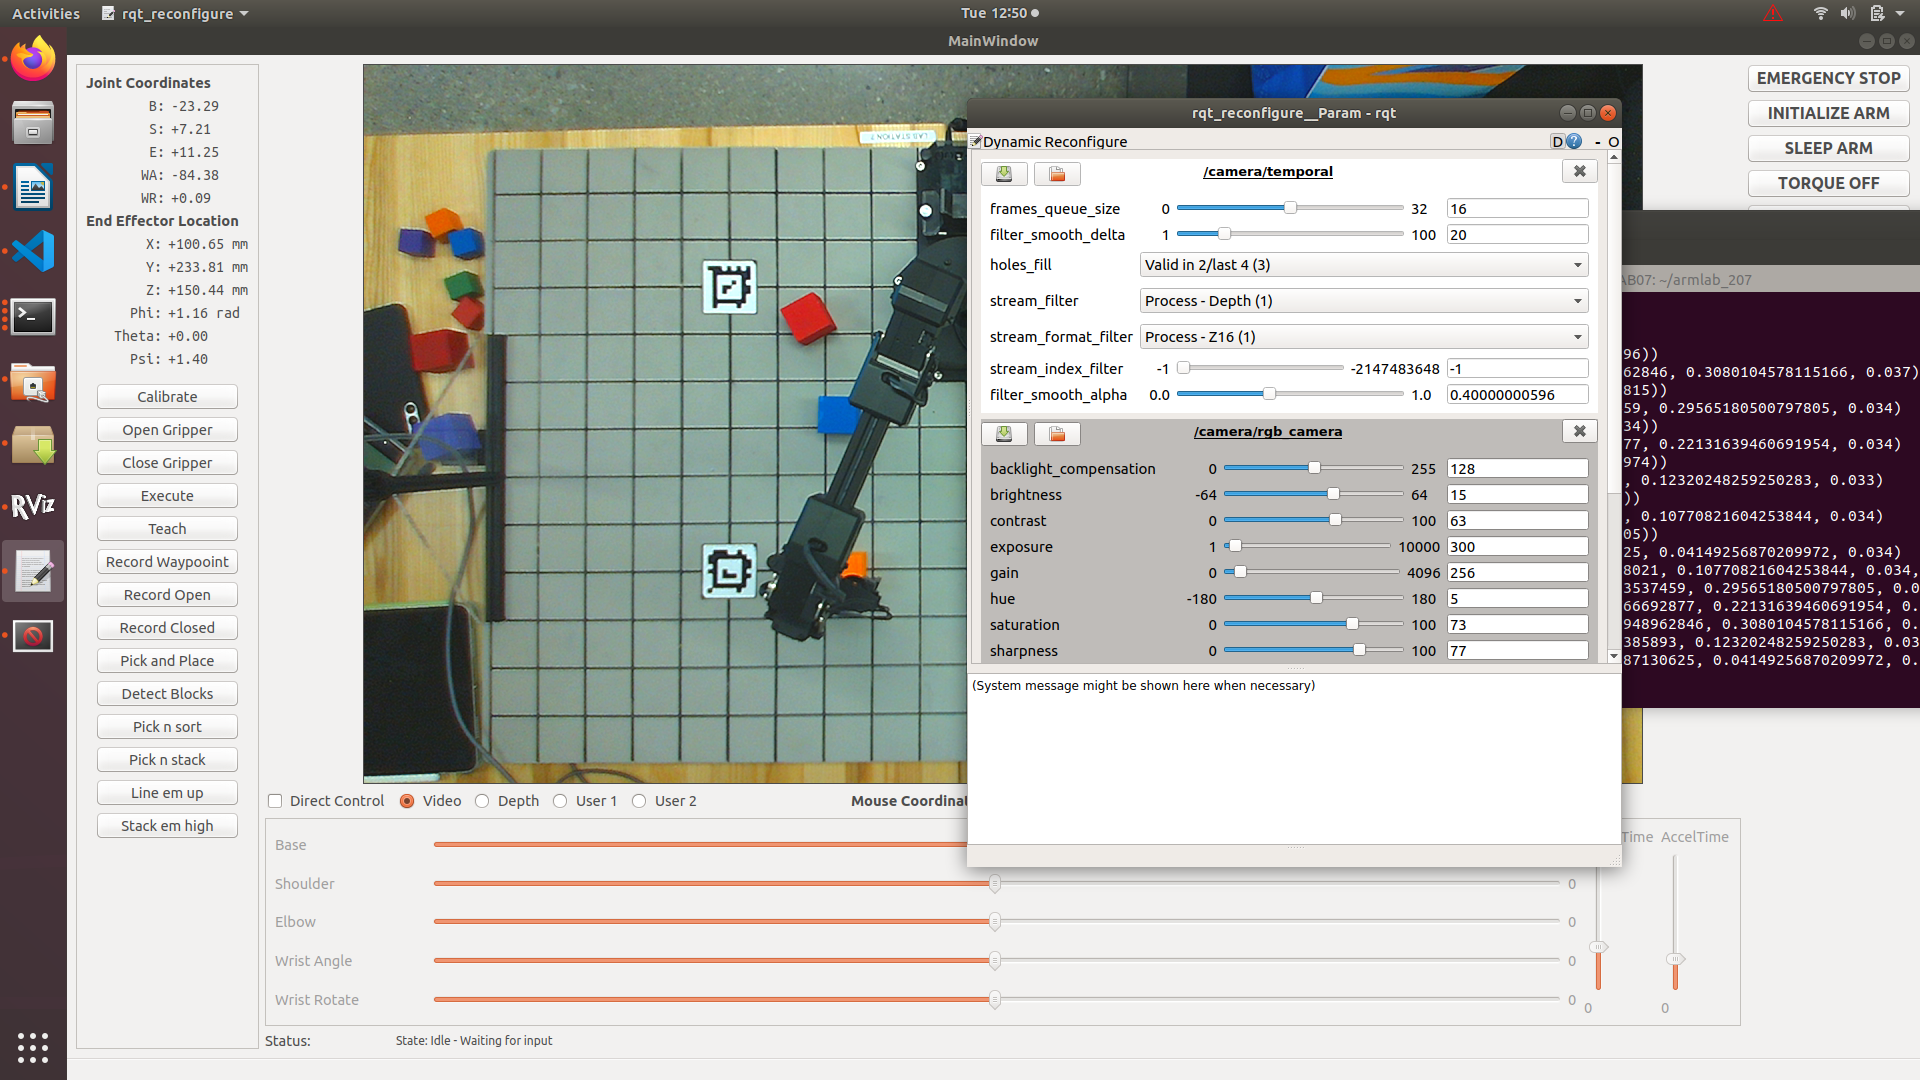 Activities
rqt_reconfigure
Tue 12:50
MainWindow
Joint Coordinates
B: -23.29
S: +7.21
E: +11.25
WA: -84.38
WR: +0.09
End Effector Location
X: +100.65 mm
Y: +233.81 mm
Z: +150.44 mm
Phi: +1.16 rad
Theta: +0.00
Psi: +1.40
Calibrate
Open Gripper
Close Gripper
Execute
Teach
Record Waypooint
Record Open
Record Closed
Pick and Place
Detect Blocks
Pick n sort
Pick n stack
Line em up
Stack em high
RViz
LAB STATION 7
EMERGENCY STOP
INITIALIZE ARM
SLEEP ARM
TORQUE OFF
rqt_reconfigure__Param - rqt
Dynamic Reconfigure
D ? - O
/camera/temporal
frames_queue_size 0 32 16
filter_smooth_delta 1 100 20
holes_fill Valid in 2/last 4 (3)
stream_filter Process - Depth (1)
stream_format_filter Process - Z16 (1)
stream_index_filter -1 -2147483648 -1
filter_smooth_alpha 0.0 1.0 0.40000000596
/camera/rgb_camera
backlight_compensation 0 255 128
brightness -64 64 15
contrast 0 100 63
exposure 1 10000 300
gain 0 4096 256
hue -180 180 5
saturation 0 100 73
sharpness 0 100 77
(System message might be shown here when necessary)
AB07: ~/armlab_207
96))
62846, 0.3080104578115166, 0.037)
815))
59, 0.29565180500797805, 0.034)
34))
77, 0.22131639460691954, 0.034)
974))
, 0.12320248259250283, 0.033)
))
, 0.10770821604253844, 0.034)
05))
25, 0.04149256870209972, 0.034)
8021, 0.10770821604253844, 0.034,
3537459, 0.29565180500797805, 0.0
66692877, 0.22131639460691954, 0.
948962846, 0.3080104578115166, 0.
385893, 0.12320248259250283, 0.03
87130625, 0.04149256870209972, 0.
Direct Control Video Depth User 1 User 2
Mouse Coordinat
Base
Shoulder 0
Elbow 0
Wrist Angle 0
Wrist Rotate 0
Time AccelTime
0 0
Status: State: Idle - Waiting for input